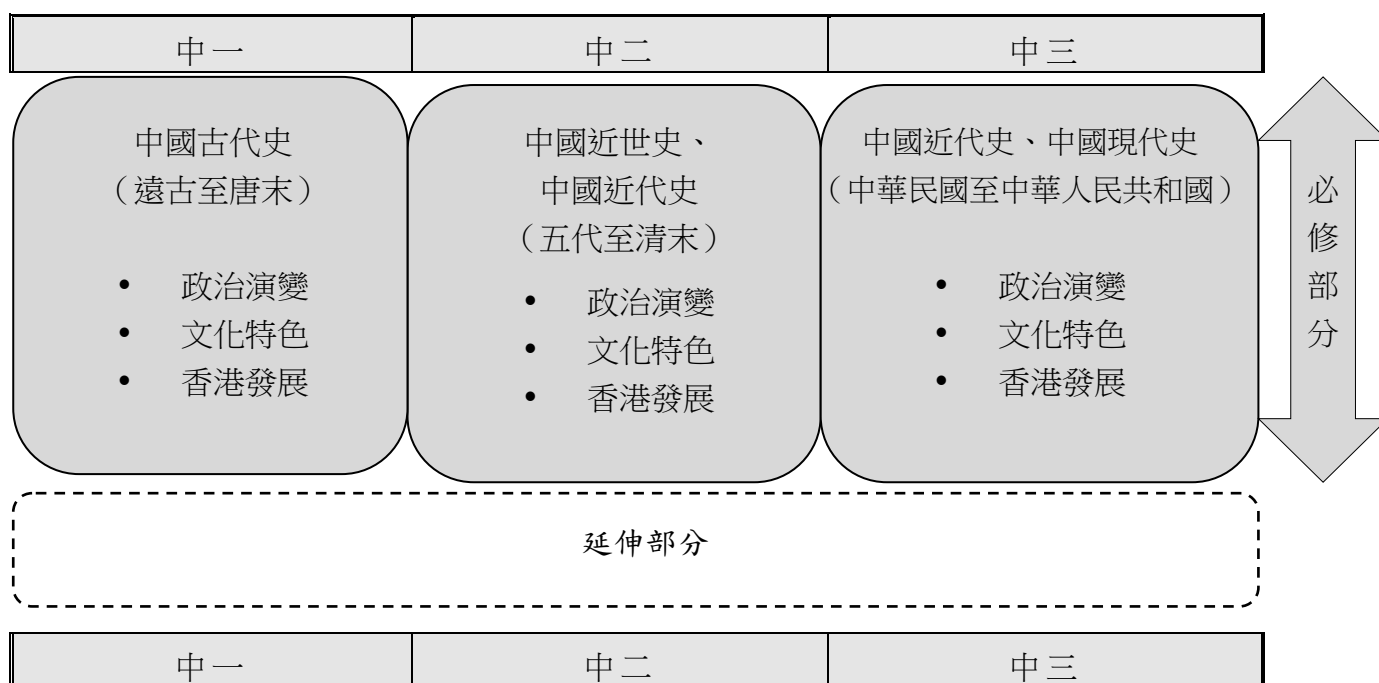 中一
中二
中三
中國古代史
（遠古至唐末）
• 政治演變
• 文化特色
• 香港發展
中國近世史、
中國近代史
（五代至清末）
• 政治演變
• 文化特色
• 香港發展
中國近代史、中國現代史
（中華民國至中華人民共和國）
• 政治演變
• 文化特色
• 香港發展
必
修
部
分
延伸部分
中一
中二
中三